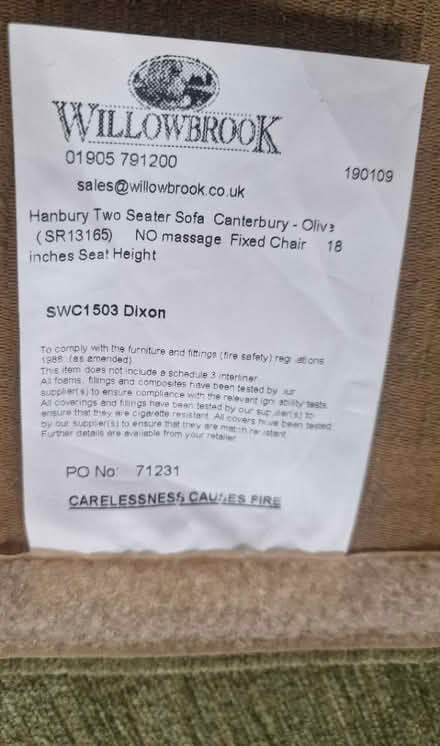 WILLOWBROOK
01905 791200
190109
sales@willowbrook.co.uk
Hanbury Two Seater Sofa Canterbury - Olive
(SR13165) NO massage Fixed Chair 18
inches Seat Height
SWC1503 Dixon
To comply with the furniture and fittings (fire safety) regulations
1988 (as amended)
This item does not include a schedule 3 interliner
All foams, fillings and composites have been tested by our
supplier(s) to ensure compliance with the relevant ignitability tests
All coverings and fillings have been tested by our supplier(s) to
ensure that they are cigarette resistant. All covers have been tested
by our supplier(s) to ensure that they are match resistant
Further details are available from your retailer
PO No: 71231
CARELESSNESS CAUSES FIRE